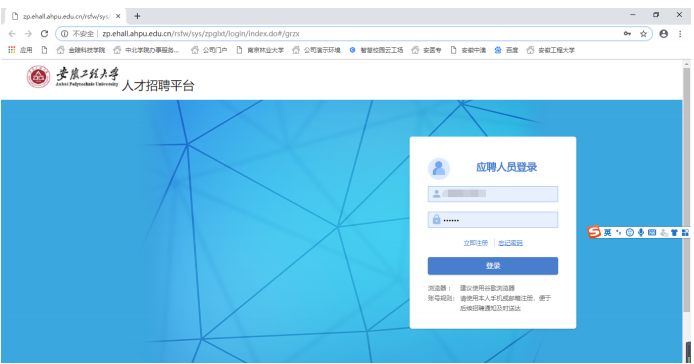 zp.ehall.ahpu.edu.cn/rsfw/sys/
不安全 | zp.ehall.ahpu.edu.cn/rsfw/sys/zpglxt/login/index.do#/grzx
应用 金陵科技学院 中北学院办事服务... 公司门户 南京林业大学 公司演示环境 智慧校园云工场 安医专 安徽中澳 百度 安徽工程大学
安徽工程大学 人才招聘平台
Anhui Polytechnic University
应聘人员登录
••••••
立即注册 | 忘记密码
登录
浏览器： 建议使用谷歌浏览器
账号规则： 请使用本人手机或邮箱注册，便于
后续招聘通知及时送达
英